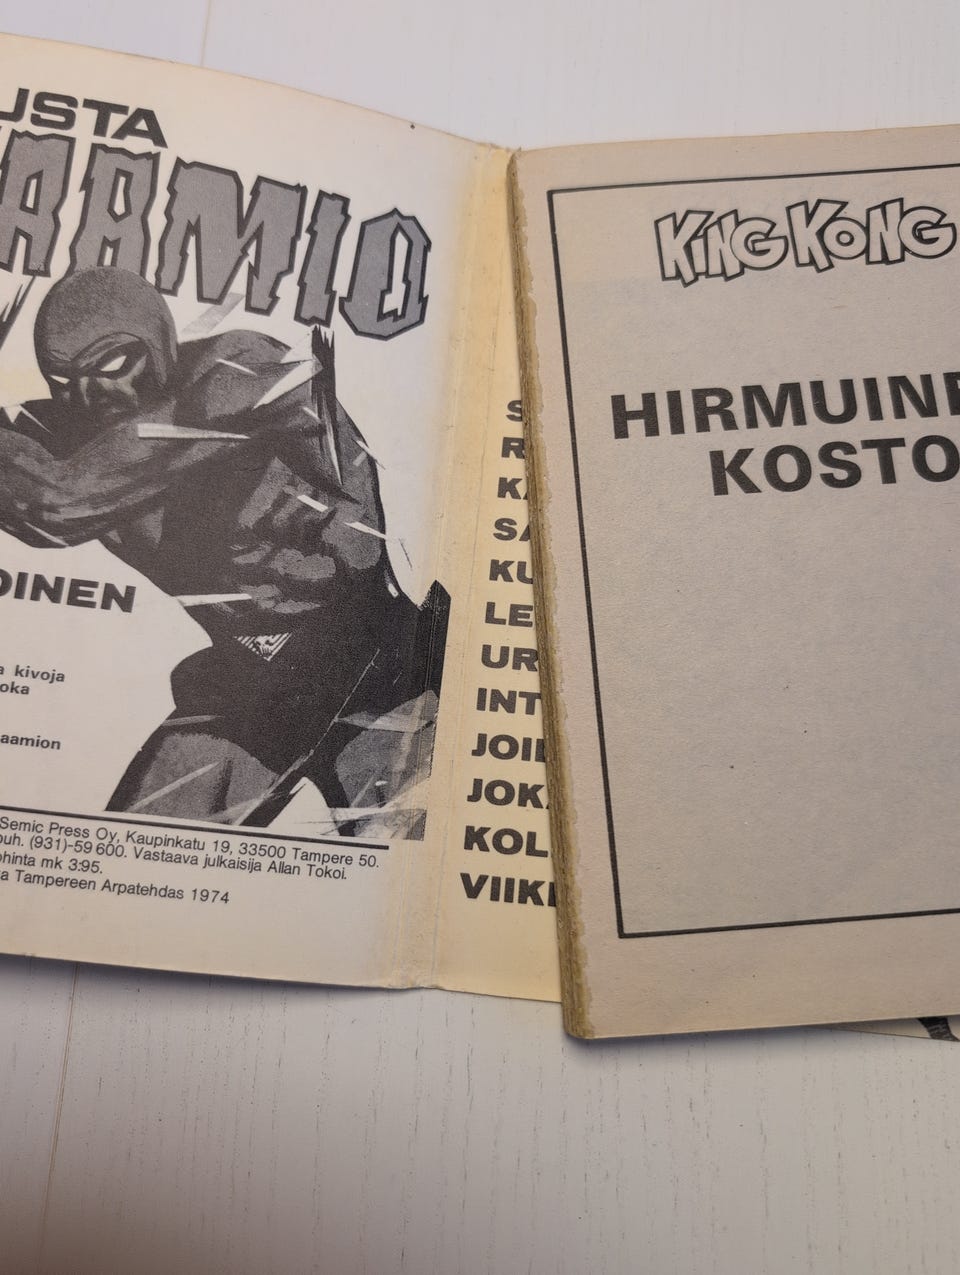 USTA
AAMIO
OINEN
a kivoja
oka
aamion
Semic Press Oy, Kaupinkatu 19, 33500 Tampere 50.
puh. (931)-59 600. Vastaava julkaisija Allan Tokoi.
ohinta mk 3:95.
a Tampereen Arpatehdas 1974
S
R
KA
SA
KU
LE
UR
INT
JOI
JOK
KOL
VIIK
KING KONG
HIRMUINE
KOSTO